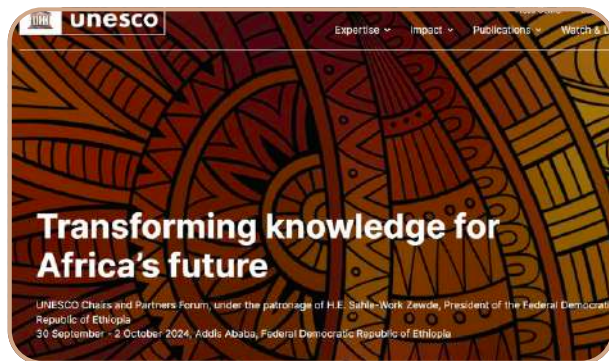 unesco
Expertise Impact Publications Watch & L
Transforming knowledge for
Africa's future
UNESCO Chairs and Partners Forum, under the patronage of H.E. Sahle-Work Zewde, President of the Federal Democrati
Republic of Ethiopia
30 September - 2 October 2024, Addis Ababa, Federal Democratic Republic of Ethiopia